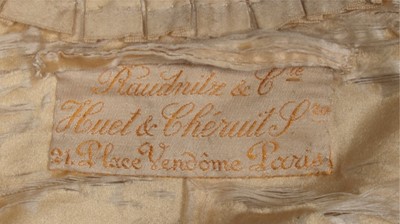 Raudnitz & Cie
Huet & Chéruit Srs
21. Place Vendôme Paris